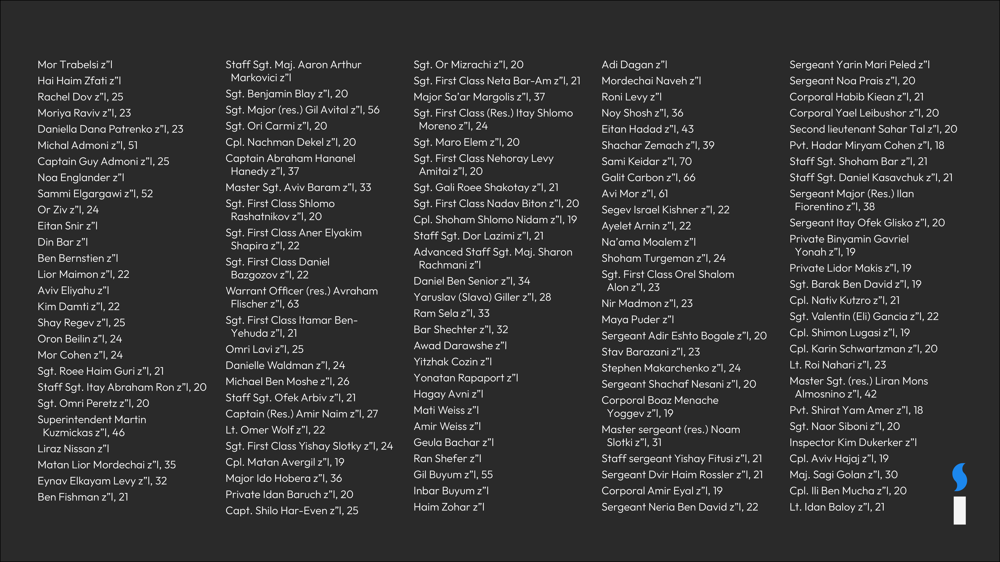 Mor Trabelsi z”l
Hai Haim Zfati z”l
Rachel Dov z”l, 25
Moriya Raviv z”l, 23
Daniella Dana Patrenko z”l, 23
Michal Admoni z”l, 51
Captain Guy Admoni z”l, 25
Noa Englander z”l
Sammi Elgargawi z”l, 52
Or Ziv z”l, 24
Eitan Snir z”l
Din Bar z”l
Ben Bernstien z”l
Lior Maimon z”l, 22
Aviv Eliyahu z”l
Kim Damti z”l, 22
Shay Regev z”l, 25
Oron Beilin z”l, 24
Mor Cohen z”l, 24
Sgt. Roee Haim Guri z”l, 21
Staff Sgt. Itay Abraham Ron z”l, 20
Sgt. Omri Peretz z”l, 20
Superintendent Martin
Kuzmickas z”l, 46
Liraz Nissan z”l
Matan Lior Mordechai z”l, 35
Eynav Elkayam Levy z”l, 32
Ben Fishman z”l, 21
Staff Sgt. Maj. Aaron Arthur
Markovici z”l
Sgt. Benjamin Blay z”l, 20
Sgt. Major (res.) Gil Avital z”l, 56
Sgt. Ori Carmi z”l, 20
Cpl. Nachman Dekel z”l, 20
Captain Abraham Hananel
Hanedy z”l, 37
Master Sgt. Aviv Baram z”l, 33
Sgt. First Class Shlomo
Rashatnikov z”l, 20
Sgt. First Class Aner Elyakim
Shapira z”l, 22
Sgt. First Class Daniel
Bazgozov z”l, 22
Warrant Officer (res.) Avraham
Flischer z”l, 63
Sgt. First Class Itamar Ben-
Yehuda z”l, 21
Omri Lavi z”l, 25
Danielle Waldman z”l, 24
Michael Ben Moshe z”l, 26
Staff Sgt. Ofek Arbiv z”l, 21
Captain (Res.) Amir Naim z”l, 27
Lt. Omer Wolf z”l, 22
Sgt. First Class Yishay Slotky z”l, 24
Cpl. Matan Avergil z”l, 19
Major Ido Hobera z”l, 36
Private Idan Baruch z”l, 20
Capt. Shilo Har-Even z”l, 25
Sgt. Or Mizrachi z”l, 20
Sgt. First Class Neta Bar-Am z”l, 21
Major Sa’ar Margolis z”l, 37
Sgt. First Class (Res.) Itay Shlomo
Moreno z”l, 24
Sgt. Maro Elem z”l, 20
Sgt. First Class Nehoray Levy
Amitai z”l, 20
Sgt. Gali Roee Shakotay z”l, 21
Sgt. First Class Nadav Biton z”l, 20
Cpl. Shoham Shlomo Nidam z”l, 19
Staff Sgt. Dor Lazimi z”l, 21
Advanced Staff Sgt. Maj. Sharon
Rachmani z”l
Daniel Ben Senior z”l, 34
Yaruslav (Slava) Giller z”l, 28
Ram Sela z”l, 33
Bar Shechter z”l, 32
Awad Darawshe z”l
Yitzhak Cozin z”l
Yonatan Rapaport z”l
Hagay Avni z”l
Mati Weiss z”l
Amir Weiss z”l
Geula Bachar z”l
Ran Shefer z”l
Gil Buyum z”l, 55
Inbar Buyum z”l
Haim Zohar z”l
Adi Dagan z”l
Mordechai Naveh z”l
Roni Levy z”l
Noy Shosh z”l, 36
Eitan Hadad z”l, 43
Shachar Zemach z”l, 39
Sami Keidar z”l, 70
Galit Carbon z”l, 66
Avi Mor z”l, 61
Segev Israel Kishner z”l, 22
Ayelet Arnin z”l, 22
Na’ama Moalem z”l
Shoham Turgeman z”l, 24
Sgt. First Class Orel Shalom
Alon z”l, 23
Nir Madmon z”l, 23
Maya Puder z”l
Sergeant Adir Eshto Bogale z”l, 20
Stav Barazani z”l, 23
Stephen Makarchenko z”l, 24
Sergeant Shachaf Nesani z”l, 20
Corporal Boaz Menache
Yoggev z”l, 19
Master sergeant (res.) Noam
Slotki z”l, 31
Staff sergeant Yishay Fitusi z”l, 21
Sergeant Dvir Haim Rossler z”l, 21
Corporal Amir Eyal z”l, 19
Sergeant Neria Ben David z”l, 22
Sergeant Yarin Mari Peled z”l
Sergeant Noa Prais z”l, 20
Corporal Habib Kiean z”l, 21
Corporal Yael Leibushor z”l, 20
Second lieutenant Sahar Tal z”l, 20
Pvt. Hadar Miryam Cohen z”l, 18
Staff Sgt. Shoham Bar z”l, 21
Staff Sgt. Daniel Kasavchuk z”l, 21
Sergeant Major (Res.) Ilan
Fiorentino z”l, 38
Sergeant Itay Ofek Glisko z”l, 20
Private Binyamin Gavriel
Yonah z”l, 19
Private Lidor Makis z”l, 19
Sgt. Barak Ben David z”l, 19
Cpl. Nativ Kutzro z”l, 21
Sgt. Valentin (Eli) Gancia z”l, 22
Cpl. Shimon Lugasi z”l, 19
Cpl. Karin Schwartzman z”l, 20
Lt. Roi Nahari z”l, 23
Master Sgt. (res.) Liran Mons
Almosnino z”l, 42
Pvt. Shirat Yam Amer z”l, 18
Sgt. Naor Siboni z”l, 20
Inspector Kim Dukerker z”l
Cpl. Aviv Hajaj z”l, 19
Maj. Sagi Golan z”l, 30
Cpl. Ili Ben Mucha z”l, 20
Lt. Idan Baloy z”l, 21